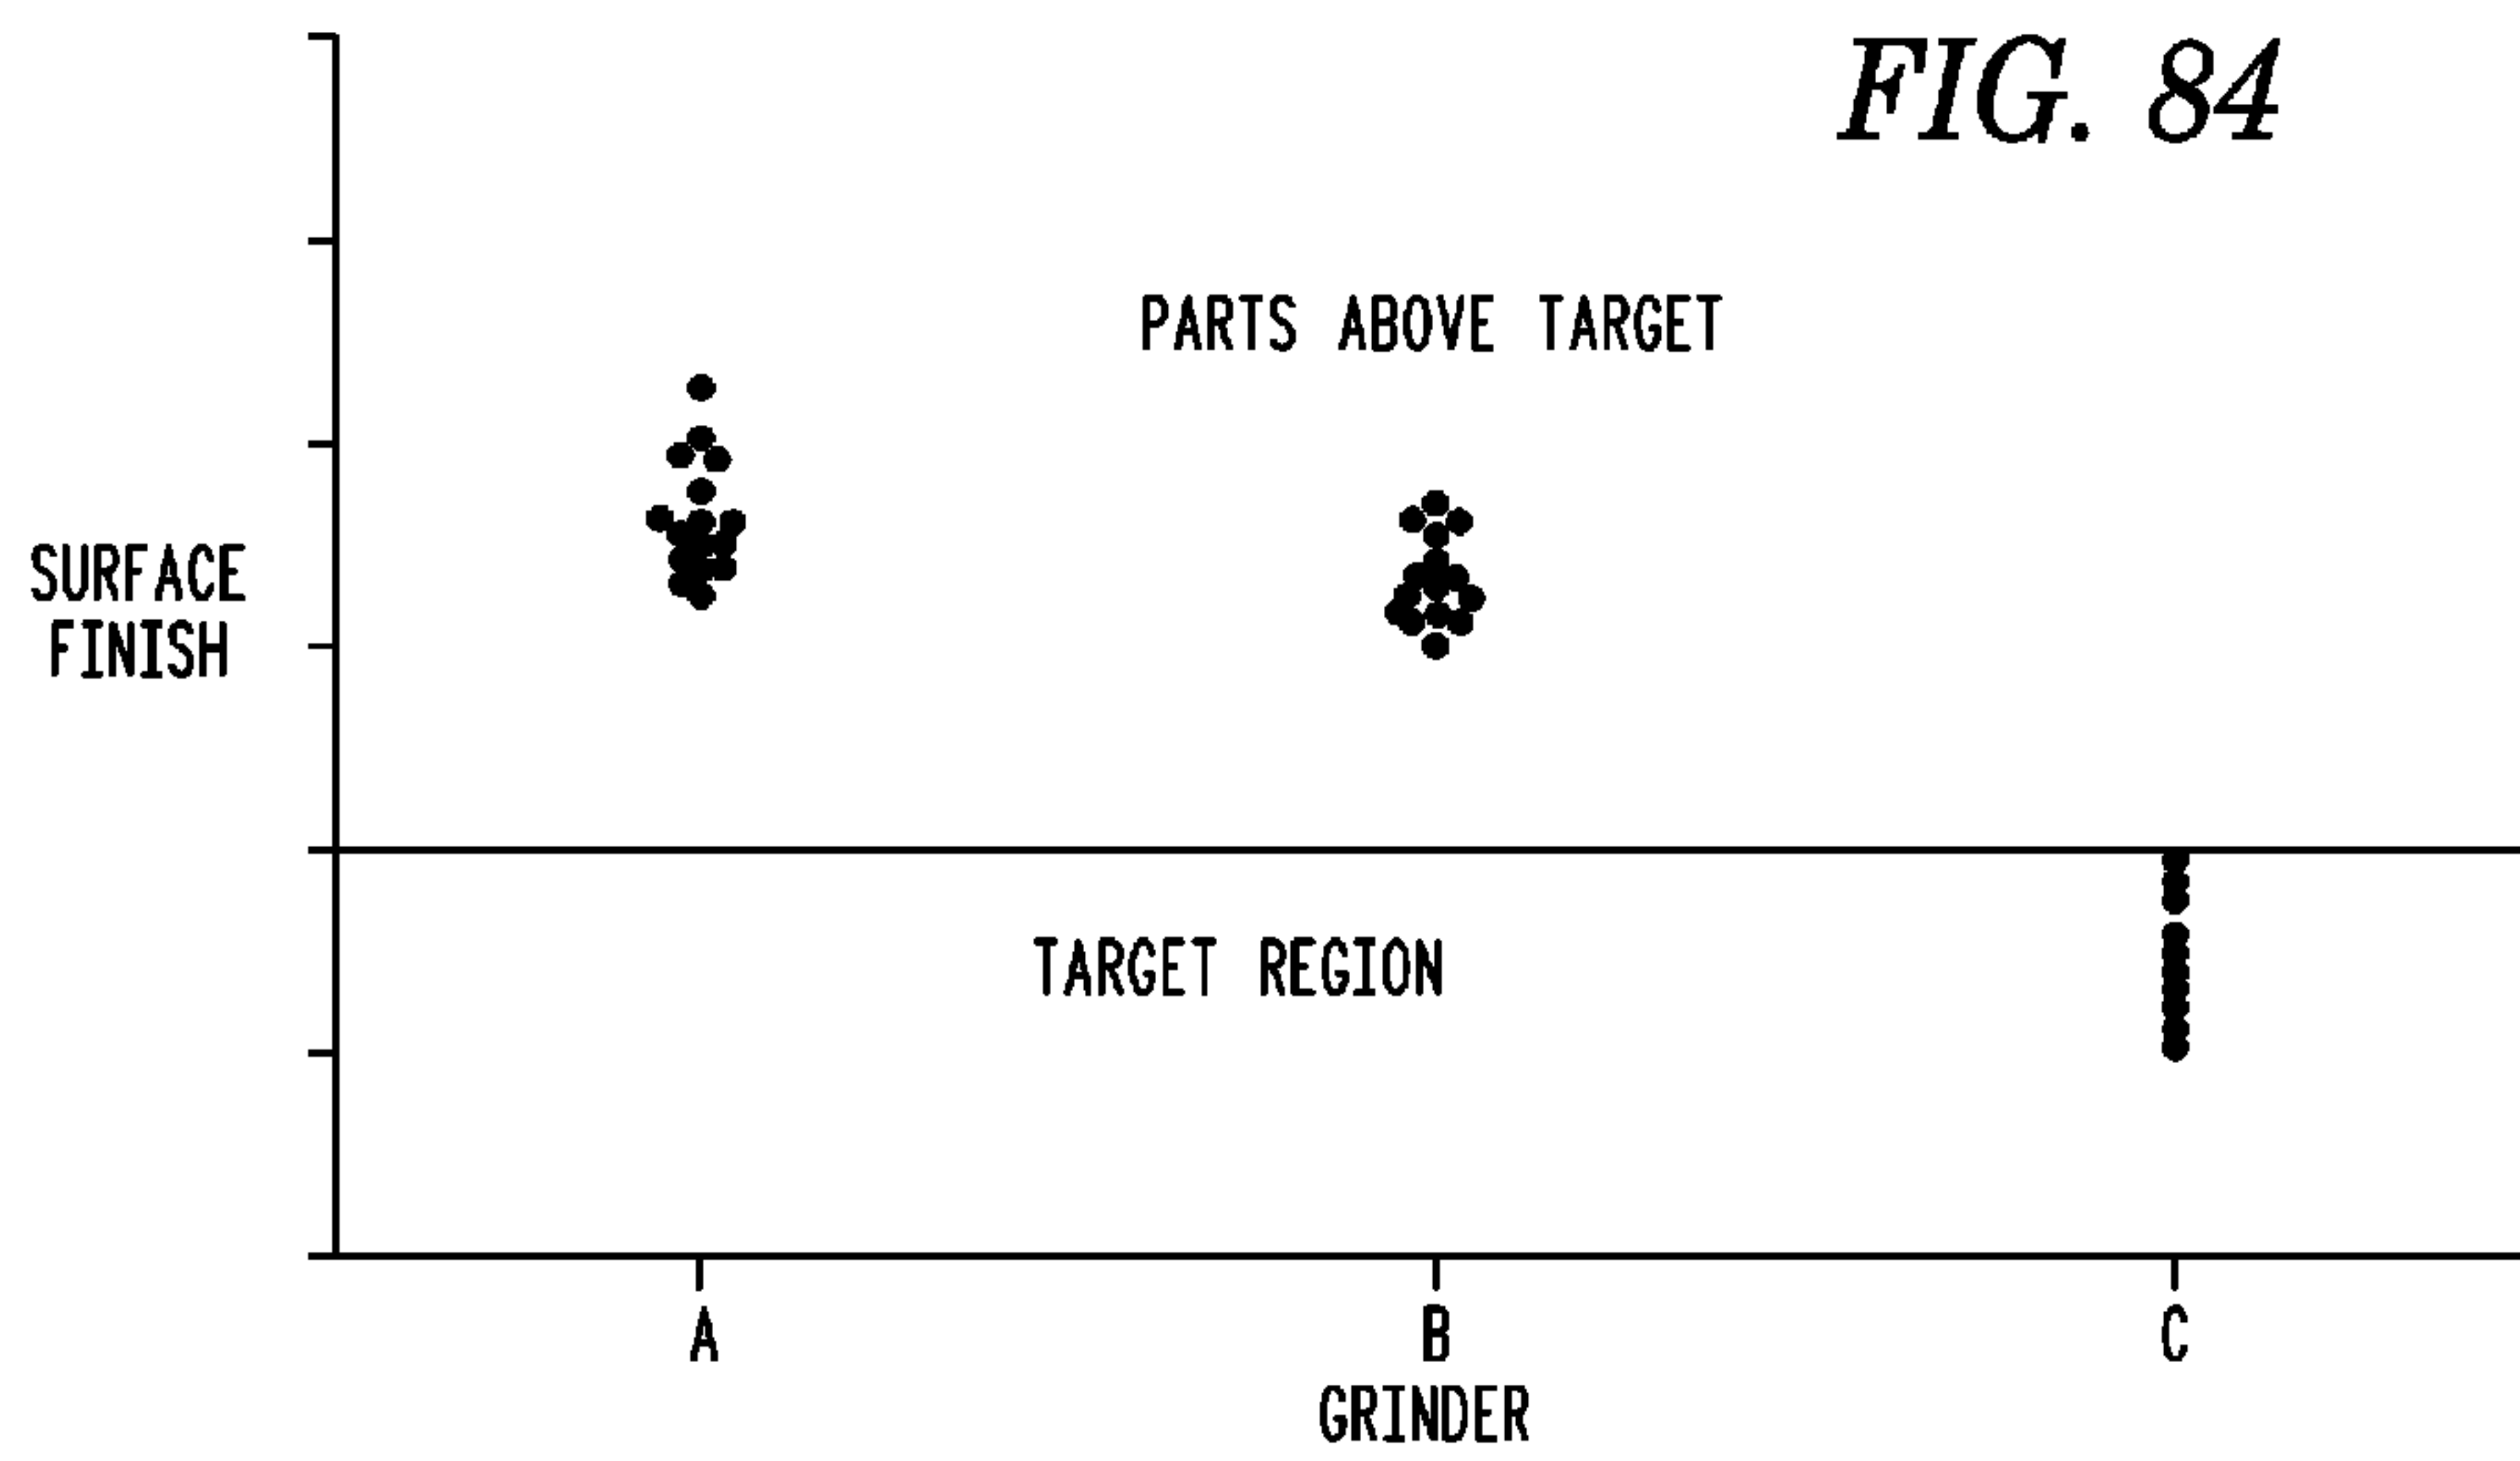 FIG. 84
PARTS ABOVE TARGET
SURFACE
FINISH
TARGET REGION
A
B
C
GRINDER